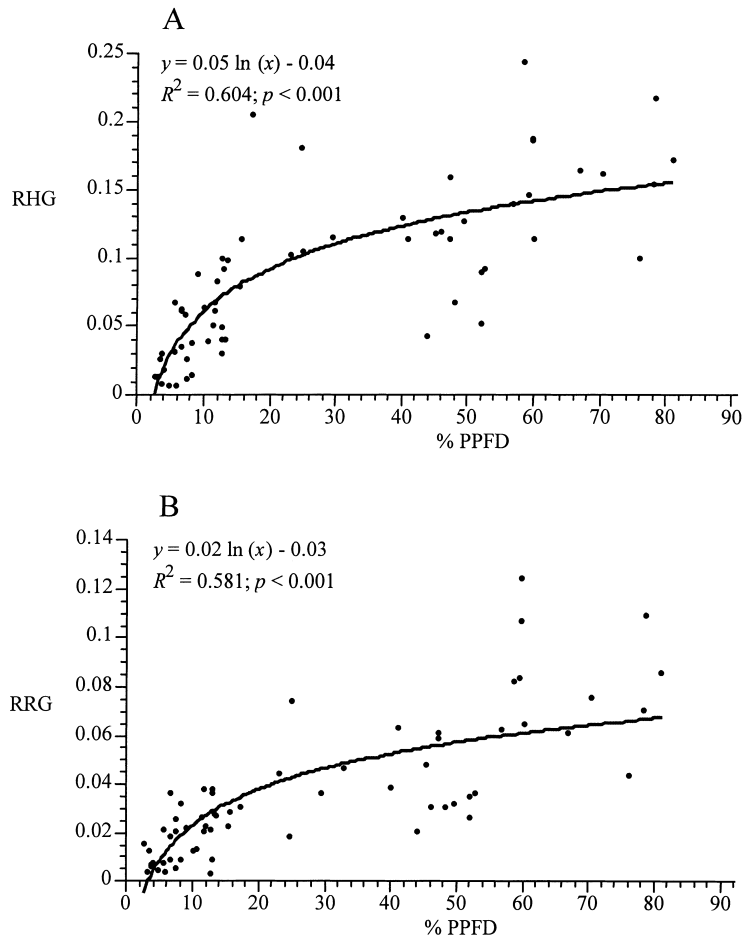 A
y = 0.05 ln (x) - 0.04
R2 = 0.604; p < 0.001
0.25
0.2
0.15
RHG
0.1
0.05
0
0 10 20 30 40 50 60 70 80 90
% PPFD
B
y = 0.02 ln (x) - 0.03
R2 = 0.581; p < 0.001
0.14
0.12
0.1
0.08
RRG
0.06
0.04
0.02
0
0 10 20 30 40 50 60 70 80 90
% PPFD